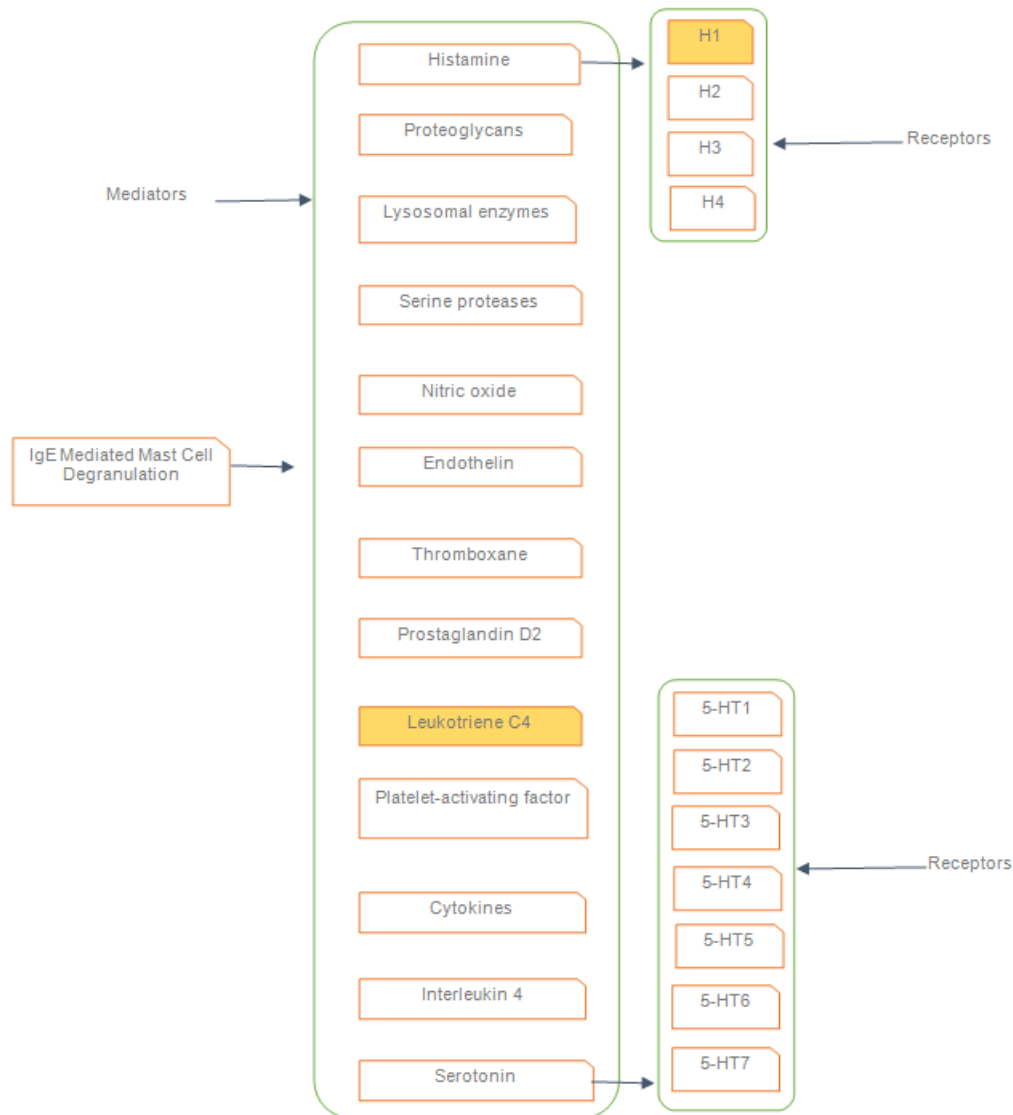 Histamine
Proteoglycans
Mediators
Lysosomal enzymes
Serine proteases
Nitric oxide
IgE Mediated Mast Cell
Degranulation
Endothelin
Thromboxane
Prostaglandin D2
Leukotriene C4
Platelet-activating factor
Cytokines
Interleukin 4
Serotonin
H1
H2
H3
H4
Receptors
5-HT1
5-HT2
5-HT3
5-HT4
5-HT5
5-HT6
5-HT7
Receptors